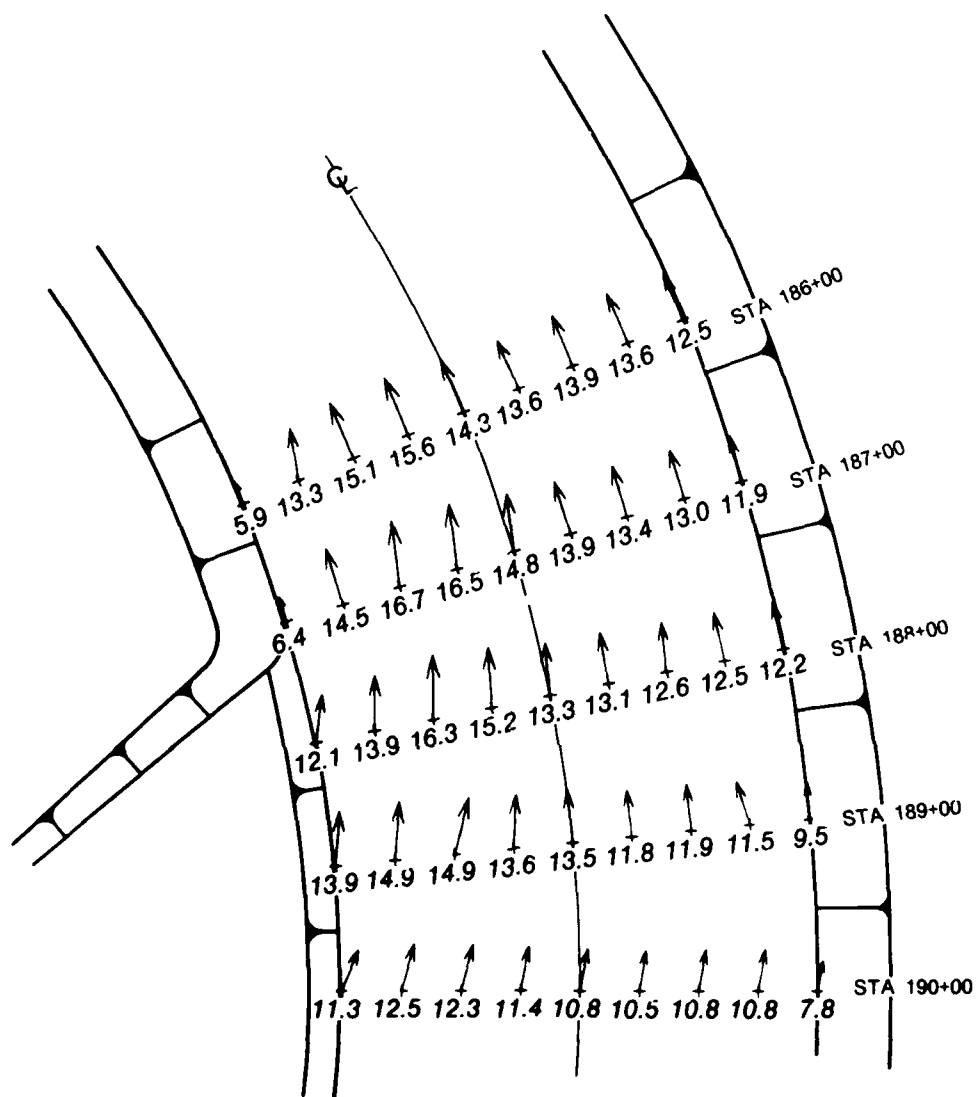 ℄
5.9 13.3 15.1 15.6 14.3 13.6 13.9 13.6 12.5 STA 186+00
6.4 14.5 16.7 16.5 14.8 13.9 13.4 13.0 11.9 STA 187+00
12.1 13.9 16.3 15.2 13.3 13.1 12.6 12.5 12.2 STA 188+00
13.9 14.9 14.9 13.6 13.5 11.8 11.9 11.5 9.5 STA 189+00
11.3 12.5 12.3 11.4 10.8 10.5 10.8 10.8 7.8 STA 190+00